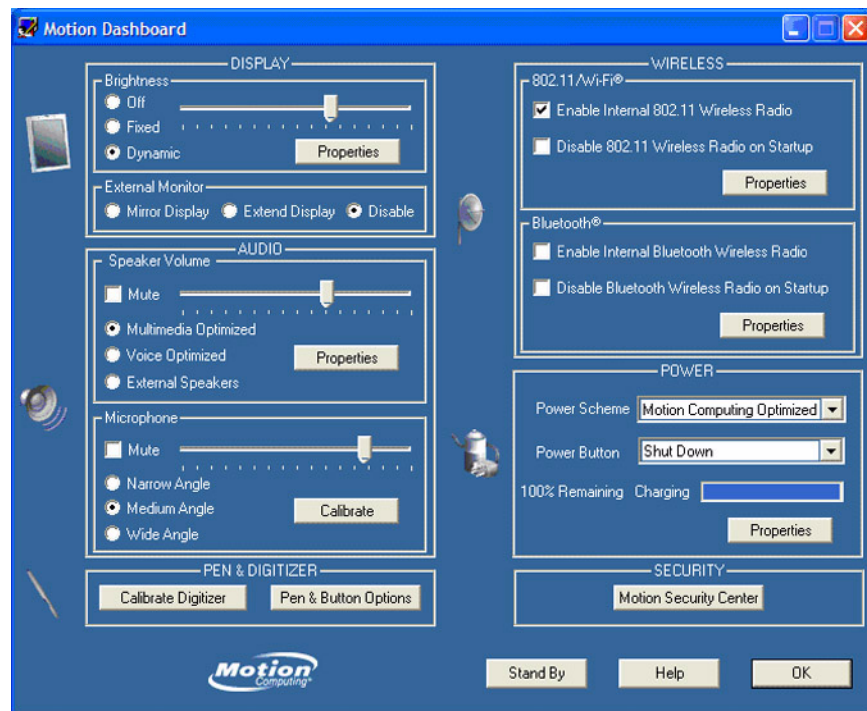 Motion Dashboard
DISPLAY
Brightness
Off
Fixed
Dynamic
Properties
External Monitor
Mirror Display
Extend Display
Disable
AUDIO
Speaker Volume
Mute
Multimedia Optimized
Voice Optimized
Properties
External Speakers
Microphone
Mute
Narrow Angle
Medium Angle
Calibrate
Wide Angle
PEN & DIGITIZER
Calibrate Digitizer
Pen & Button Options
WIRELESS
802.11/Wi-Fi®
Enable Internal 802.11 Wireless Radio
Disable 802.11 Wireless Radio on Startup
Properties
Bluetooth®
Enable Internal Bluetooth Wireless Radio
Disable Bluetooth Wireless Radio on Startup
Properties
POWER
Power Scheme
Motion Computing Optimized
Power Button
Shut Down
100% Remaining
Charging
Properties
SECURITY
Motion Security Center
Motion
Computing®
Stand By
Help
OK